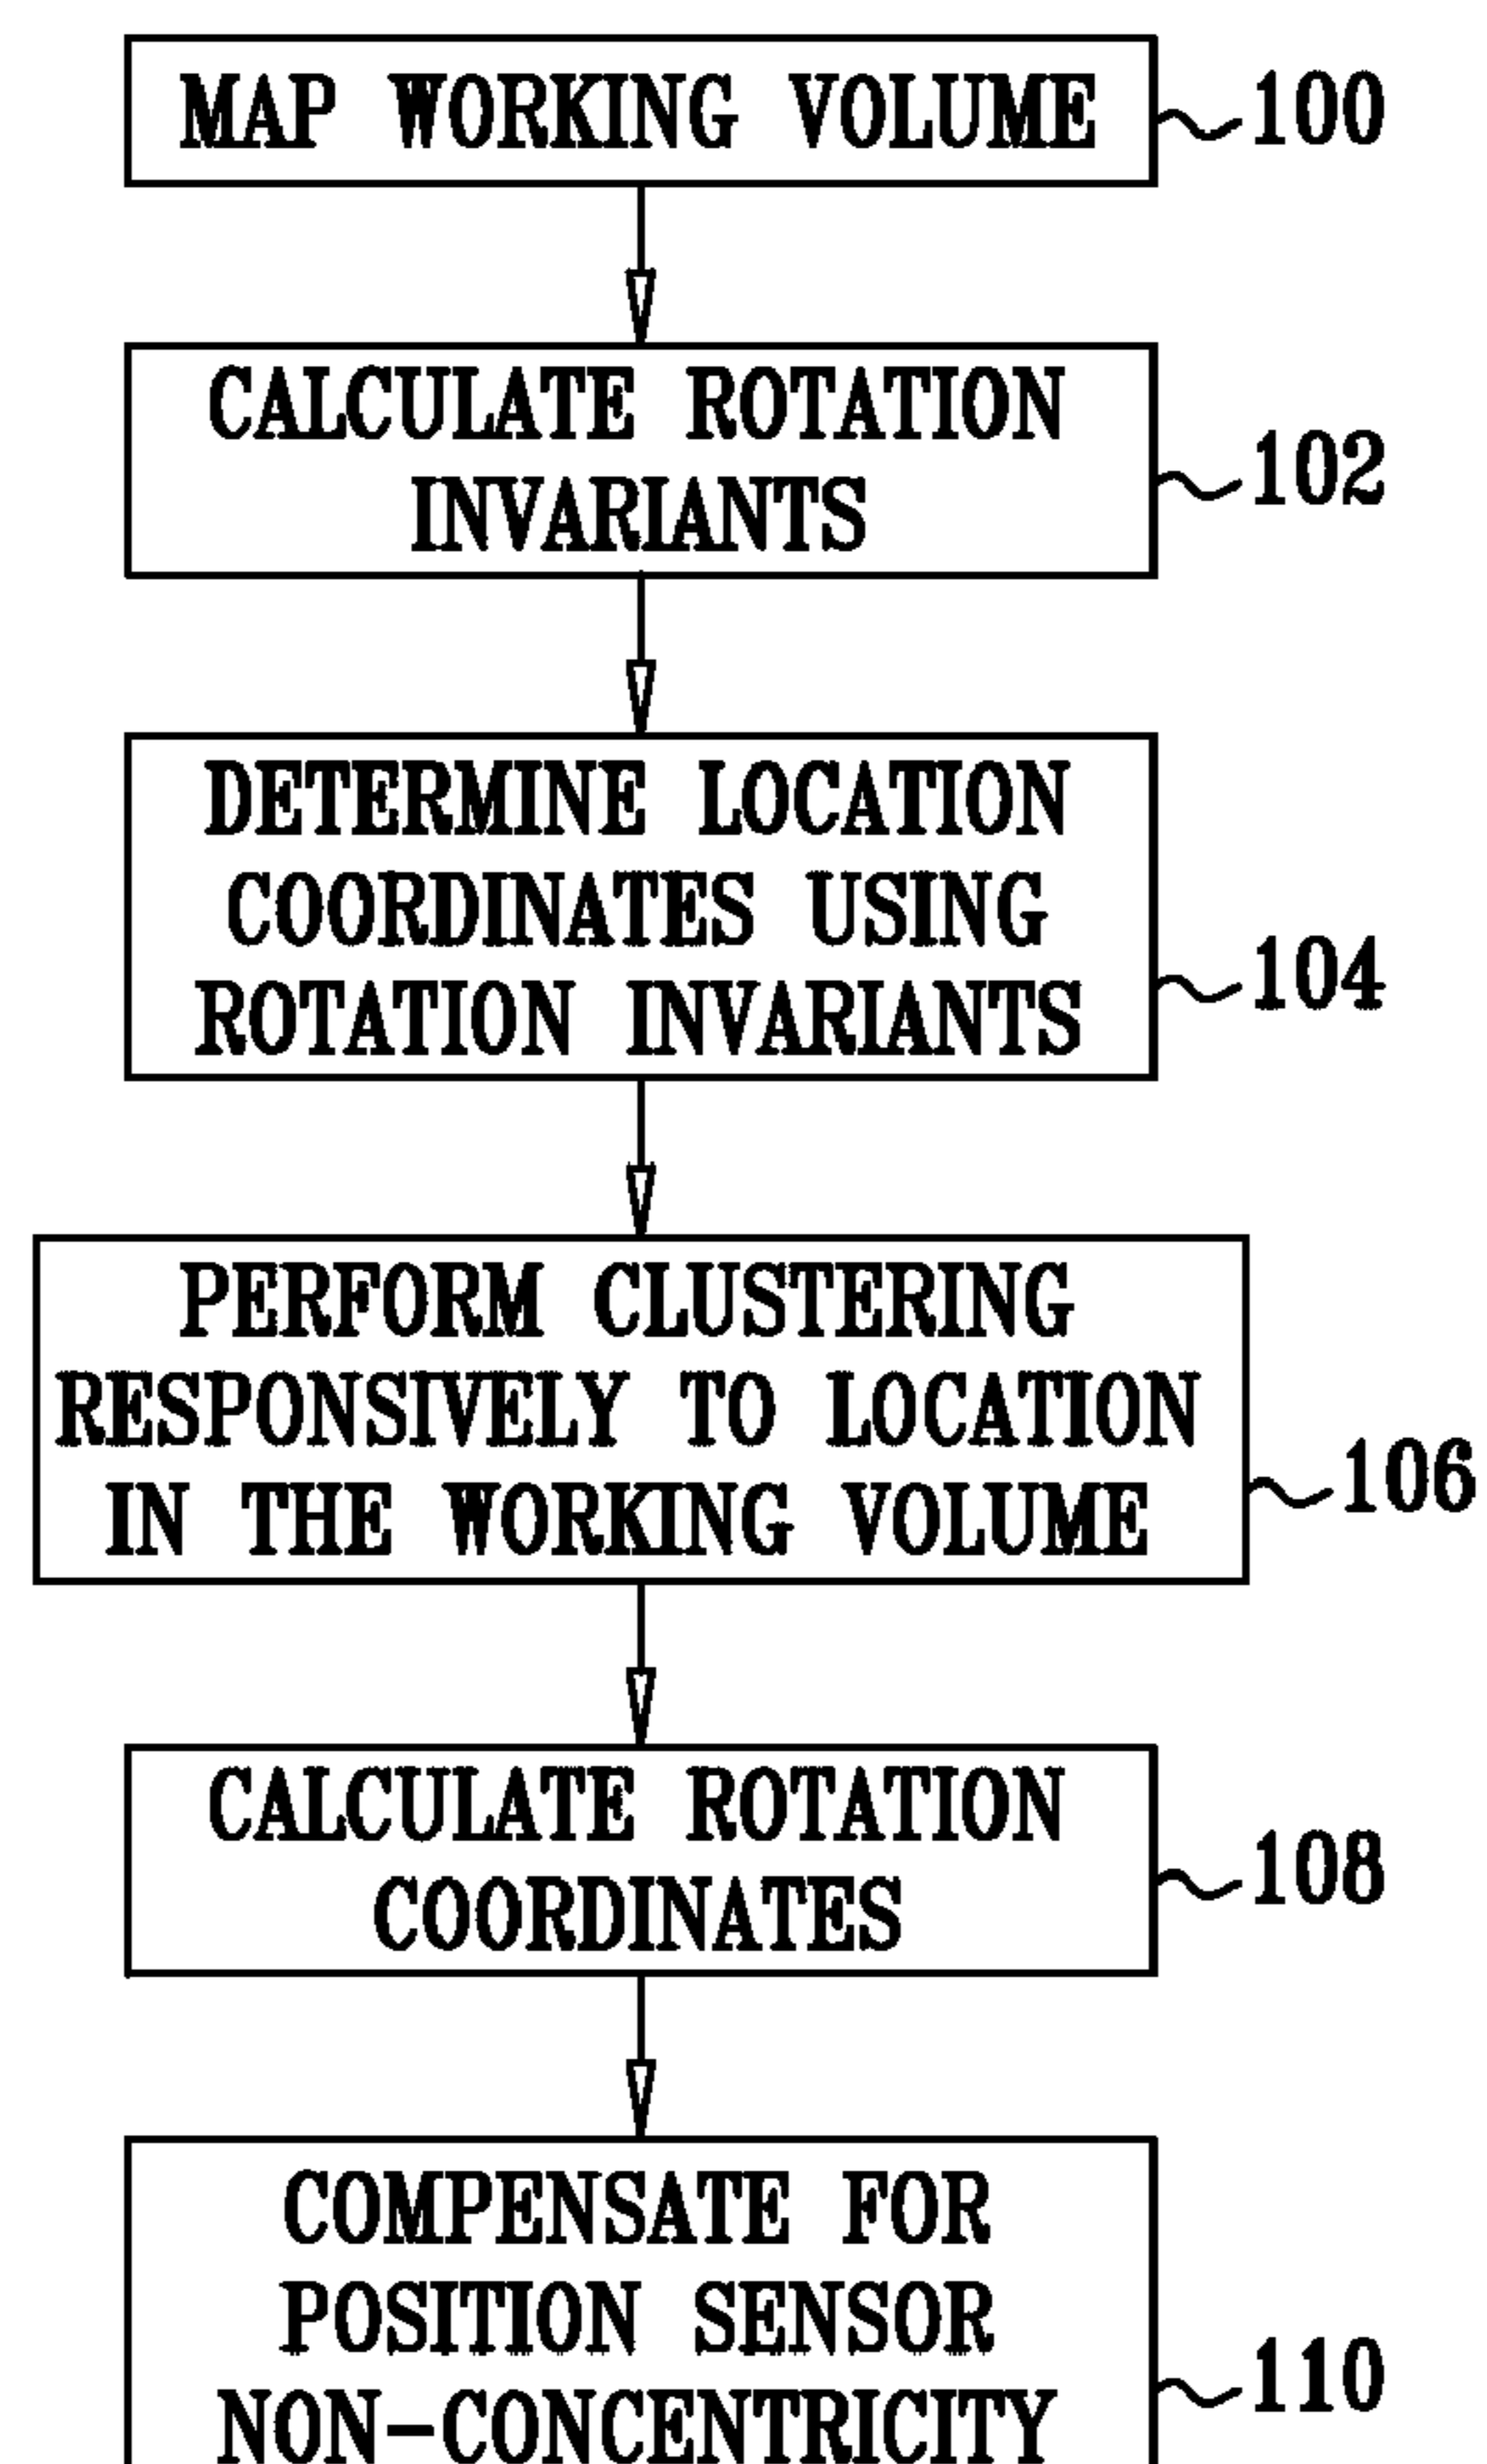 MAP WORKING VOLUME
100
CALCULATE ROTATION
INVARIANTS
102
DETERMINE LOCATION
COORDINATES USING
ROTATION INVARIANTS
104
PERFORM CLUSTERING
RESPONSIVELY TO LOCATION
IN THE WORKING VOLUME
106
CALCULATE ROTATION
COORDINATES
108
COMPENSATE FOR
POSITION SENSOR
NON-CONCENTRICITY
110